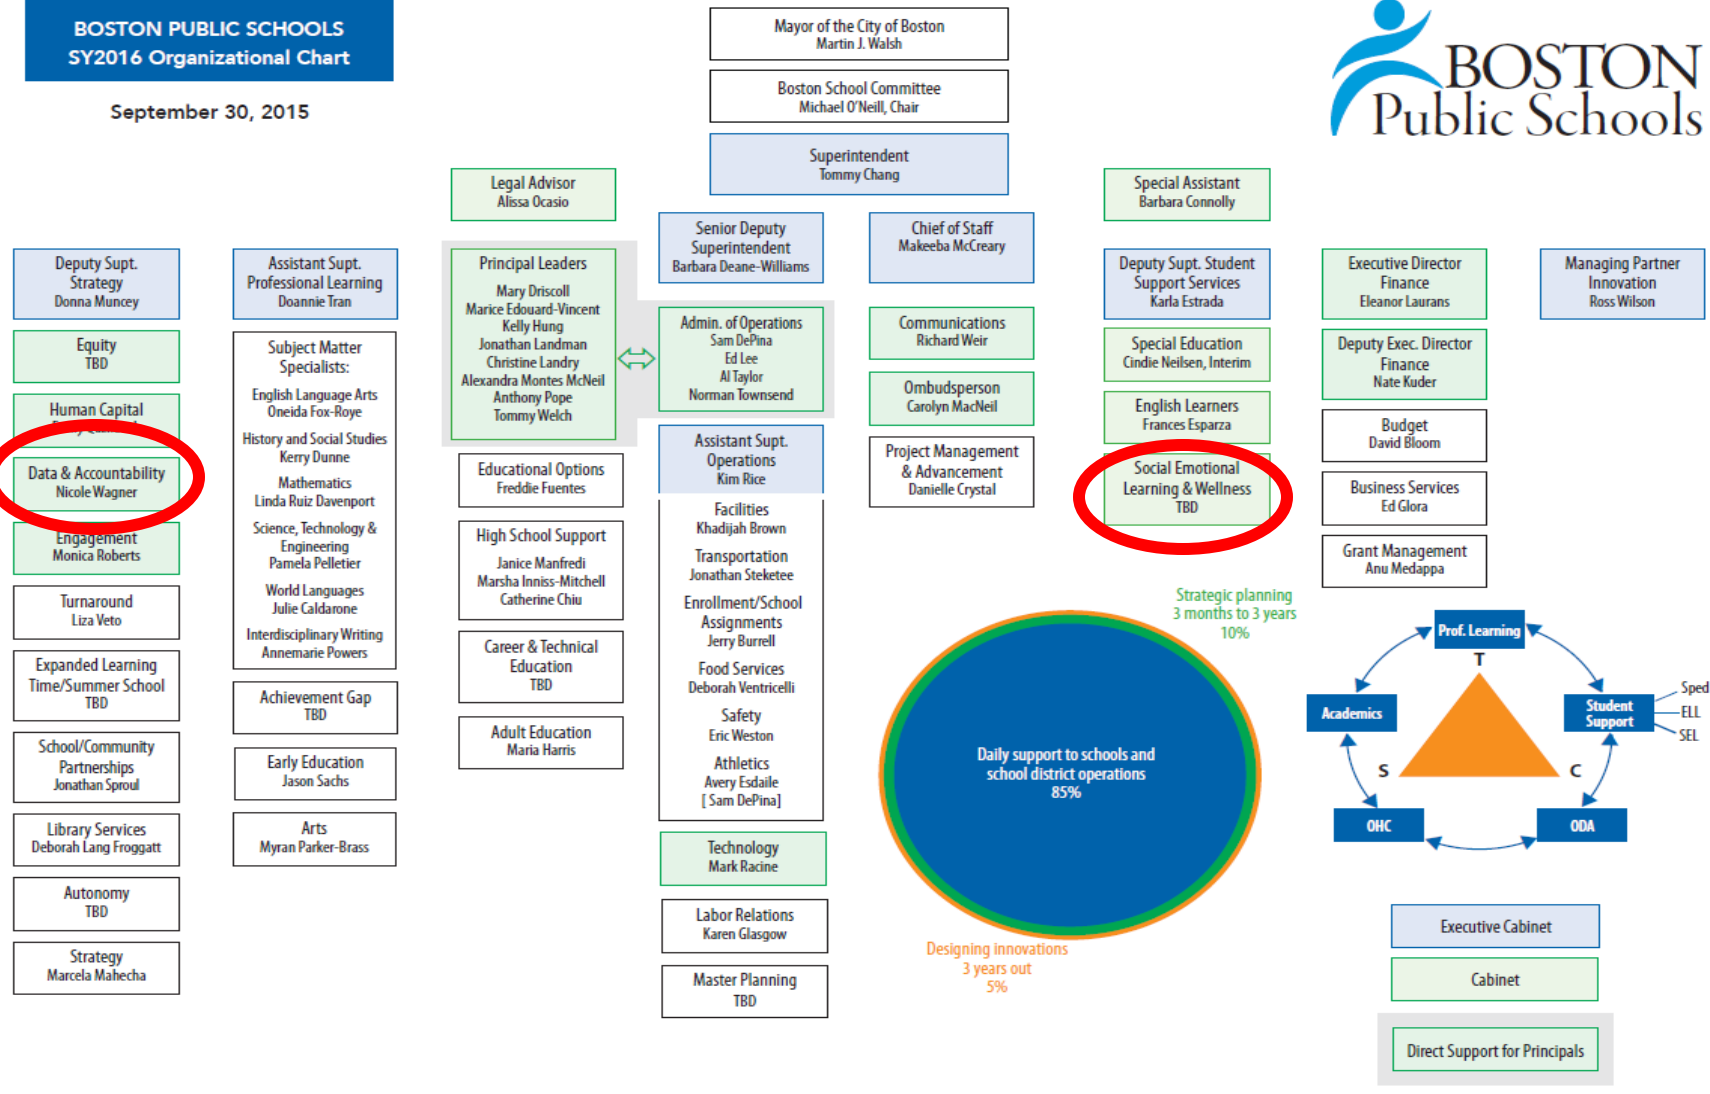 BOSTON PUBLIC SCHOOLS
SY2016 Organizational Chart
September 30, 2015
Mayor of the City of Boston
Martin J. Walsh
Boston School Committee
Michael O'Neill, Chair
Superintendent
Tommy Chang
BOSTON
Public Schools
Legal Advisor
Alissa Ocasio
Special Assistant
Barbara Connolly
Senior Deputy
Superintendent
Barbara Deane-Williams
Chief of Staff
Makeeba McCreary
Deputy Supt.
Strategy
Donna Muncey
Equity
TBD
Human Capital
Data & Accountability
Nicole Wagner
Engagement
Monica Roberts
Turnaround
Liza Veto
Expanded Learning
Time/Summer School
TBD
School/Community
Partnerships
Jonathan Sproul
Library Services
Deborah Lang Froggatt
Autonomy
TBD
Strategy
Marcela Mahecha
Assistant Supt.
Professional Learning
Doannie Tran
Subject Matter
Specialists:
English Language Arts
Oneida Fox-Roye
History and Social Studies
Kerry Dunne
Mathematics
Linda Ruiz Davenport
Science, Technology &
Engineering
Pamela Pelletier
World Languages
Julie Caldarone
Interdisciplinary Writing
Annemarie Powers
Achievement Gap
TBD
Early Education
Jason Sachs
Arts
Myran Parker-Brass
Principal Leaders
Mary Driscoll
Marice Edouard-Vincent
Kelly Hung
Jonathan Landman
Christine Landry
Alexandra Montes McNeil
Anthony Pope
Tommy Welch
Educational Options
Freddie Fuentes
High School Support
Janice Manfredi
Marsha Inniss-Mitchell
Catherine Chiu
Career & Technical
Education
TBD
Adult Education
Maria Harris
Admin. of Operations
Sam DePina
Ed Lee
Al Taylor
Norman Townsend
Assistant Supt.
Operations
Kim Rice
Facilities
Khadijah Brown
Transportation
Jonathan Steketee
Enrollment/School
Assignments
Jerry Burrell
Food Services
Deborah Ventricelli
Safety
Eric Weston
Athletics
Avery Esdaile
[ Sam DePina]
Technology
Mark Racine
Labor Relations
Karen Glasgow
Master Planning
TBD
Communications
Richard Weir
Ombudsperson
Carolyn MacNeil
Project Management
& Advancement
Danielle Crystal
Deputy Supt. Student
Support Services
Karla Estrada
Special Education
Cindie Neilsen, Interim
English Learners
Frances Esparza
Social Emotional
Learning & Wellness
TBD
Executive Director
Finance
Eleanor Laurans
Deputy Exec. Director
Finance
Nate Kuder
Budget
David Bloom
Business Services
Ed Glora
Grant Management
Anu Medappa
Managing Partner
Innovation
Ross Wilson
Strategic planning
3 months to 3 years
10%
Daily support to schools and
school district operations
85%
Designing innovations
3 years out
5%
Prof. Learning
T
Academics
Student
Support
Sped
ELL
SEL
S
C
OHC
ODA
Executive Cabinet
Cabinet
Direct Support for Principals